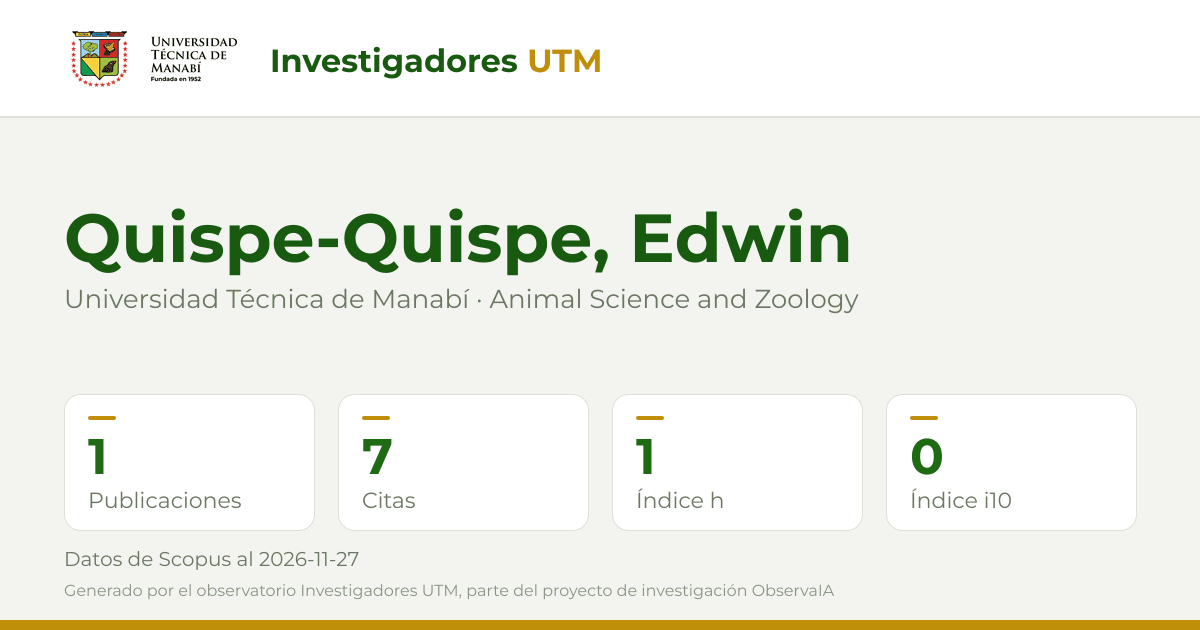 UNIVERSIDAD
TÉCNICA DE
MANABÍ
Fundada en 1952
Investigadores UTM
Quispe-Quispe, Edwin
Universidad Técnica de Manabí · Animal Science and Zoology
1
Publicaciones
7
Citas
1
Índice h
0
Índice i10
Datos de Scopus al 2026-11-27
Generado por el observatorio Investigadores UTM, parte del proyecto de investigación ObservaIA